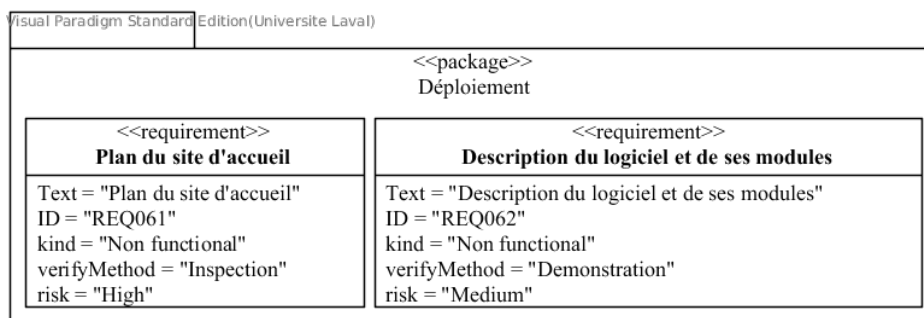 Visual Paradigm Standard Edition(Universite Laval)
<<package>>
Déploiement
<<requirement>>
Plan du site d'accueil
Text = "Plan du site d'accueil"
ID = "REQ061"
kind = "Non functional"
verifyMethod = "Inspection"
risk = "High"
<<requirement>>
Description du logiciel et de ses modules
Text = "Description du logiciel et de ses modules"
ID = "REQ062"
kind = "Non functional"
verifyMethod = "Demonstration"
risk = "Medium"